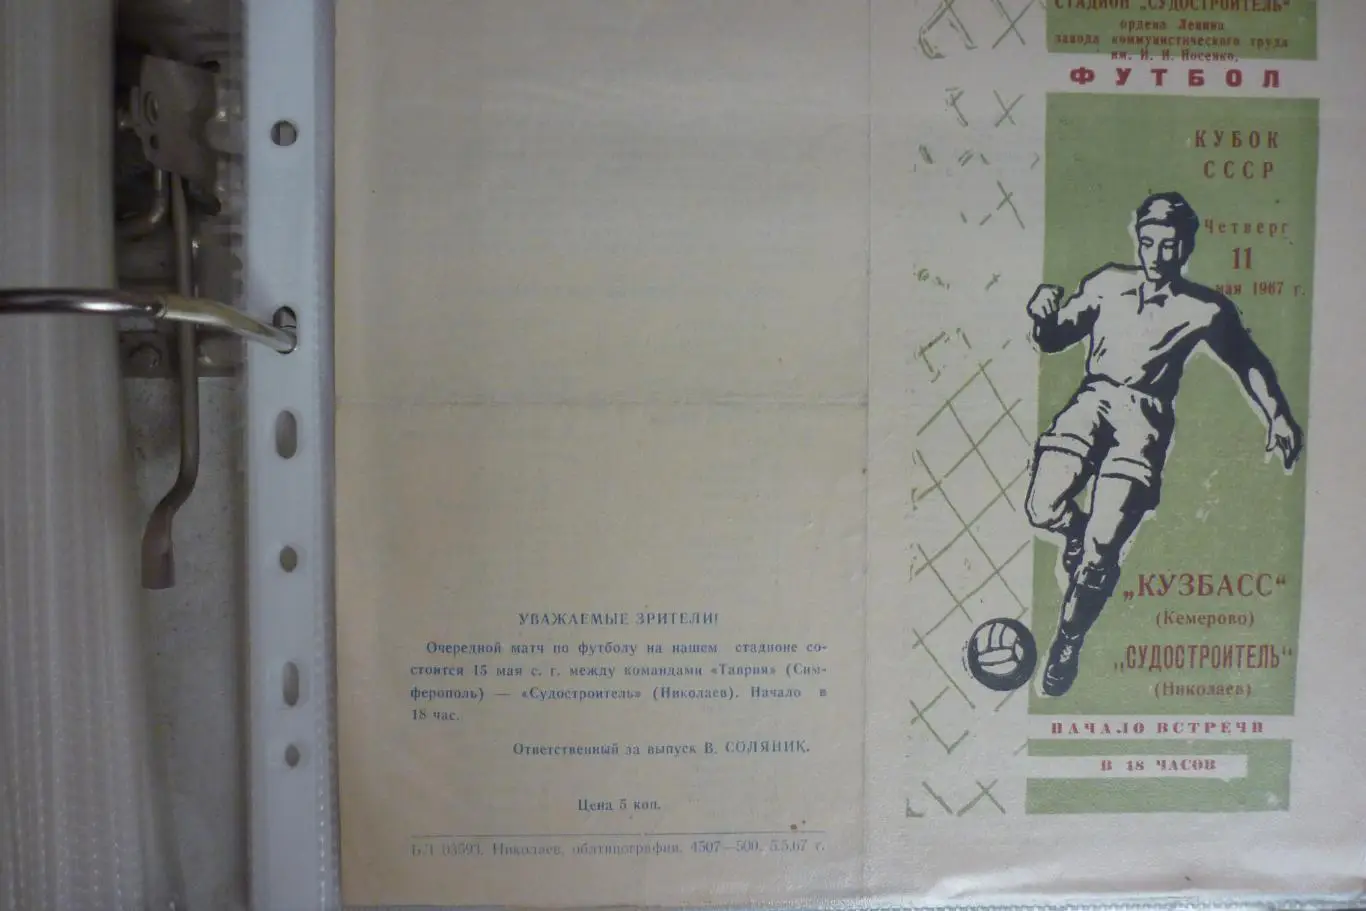 УВАЖАЕМЫЕ ЗРИТЕЛИ!
Очередной матч по футболу на нашем стадионе со-
стоится 15 мая с. г. между командами «Таврия» (Сим-
ферополь) — «Судостроитель» (Николаев). Начало в
18 час.
Ответственный за выпуск В. СОЛЯНИК.
Цена 5 коп.
БЛ 03593. Николаев, облтипография, 4507—500, 5.5.67 г.
СТАДИОН „СУДОСТРОИТЕЛЬ“
ордена Ленина
завода коммунистического труда
им. И. И. Носенко,
ФУТБОЛ
КУБОК
СССР
Четверг
11
мая 1967 г.
„КУЗБАСС“
(Кемерово)
„СУДОСТРОИТЕЛЬ“
(Николаев)
НАЧАЛО ВСТРЕЧИ
В 18 ЧАСОВ